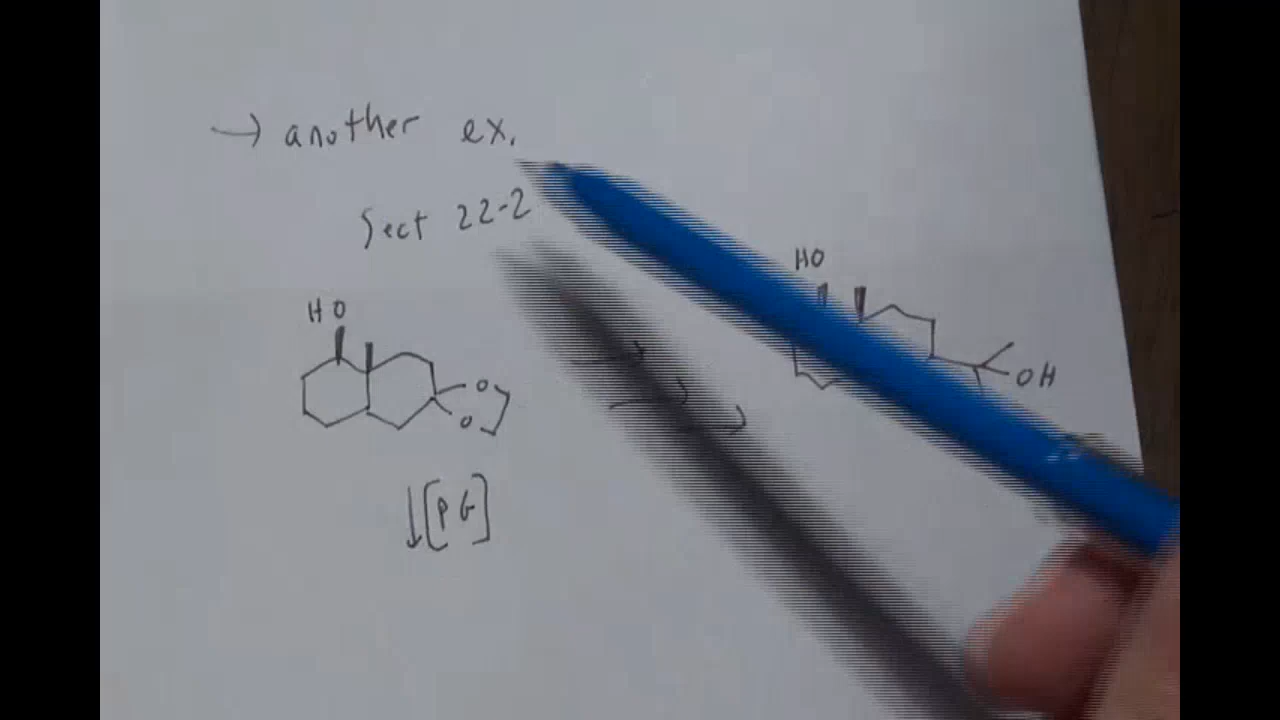 → another ex.
Sect 22-2
HO
HO
O
O
OH
↓[PG]